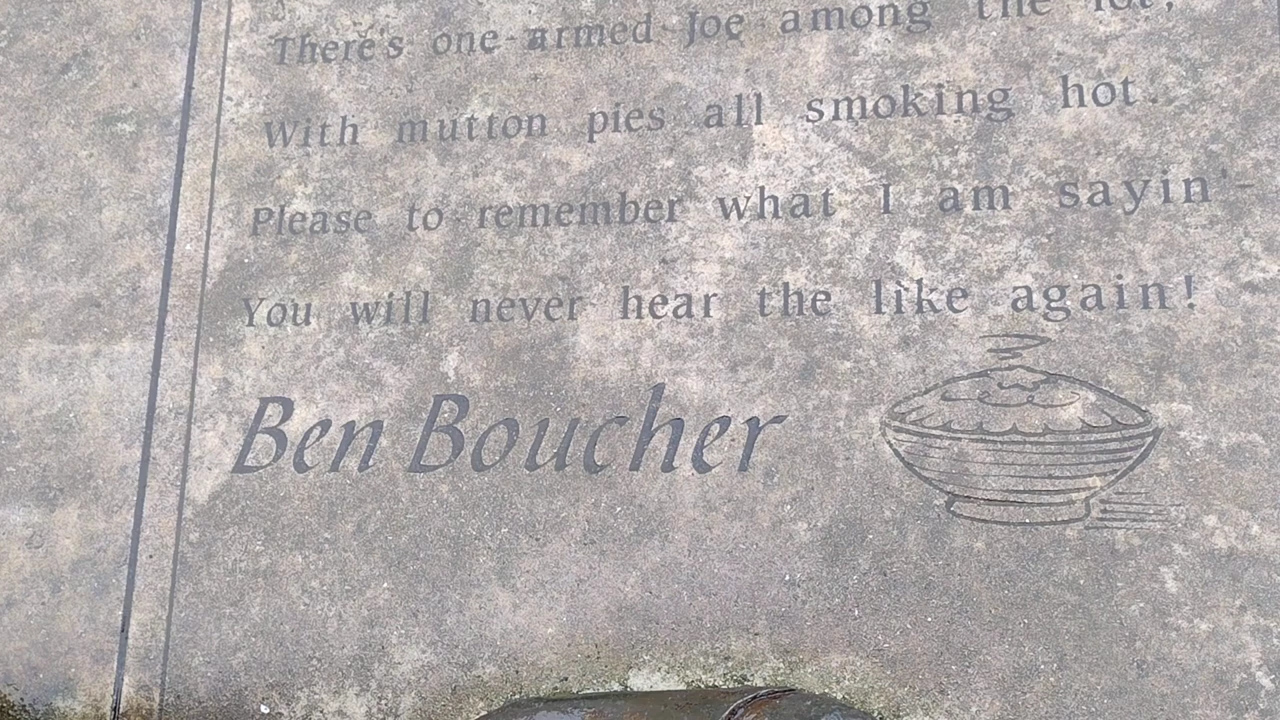 There's one-armed Joe among the lot,
With mutton pies all smoking hot.
Please to remember what I am sayin'-
You will never hear the like again!
Ben Boucher